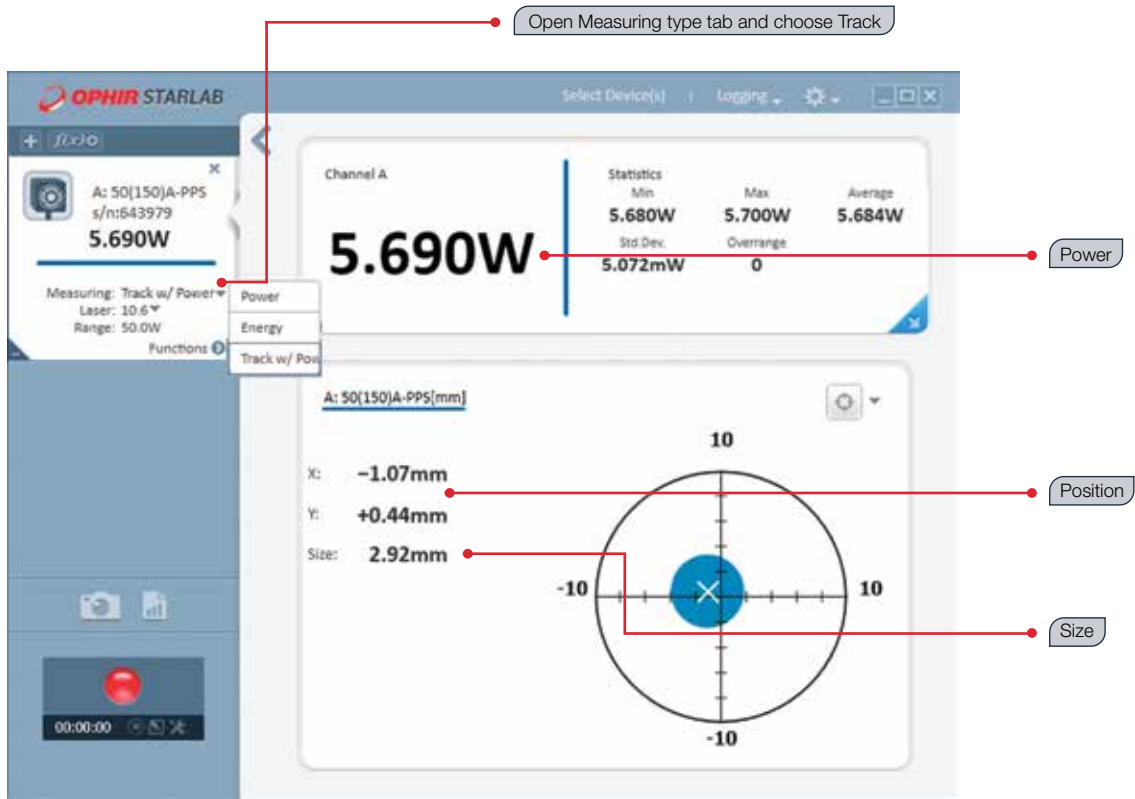 Open Measuring type tab and choose Track
OPHIR STARLAB
Select Device(s) | Logging
+ f(x)
A: 50(150)A-PPS
s/n:643979
5.690W
Measuring: Track w/ Power
Laser: 10.6
Range: 50.0W
Functions
Power
Energy
Track w/ Pow
Channel A
5.690W
Statistics
Min Max Average
5.680W 5.700W 5.684W
Std.Dev. Overrange
5.072mW 0
Power
A: 50(150)A-PPS[mm]
X: −1.07mm
Y: +0.44mm
Size: 2.92mm
10
-10 10
-10
Position
Size
00:00:00